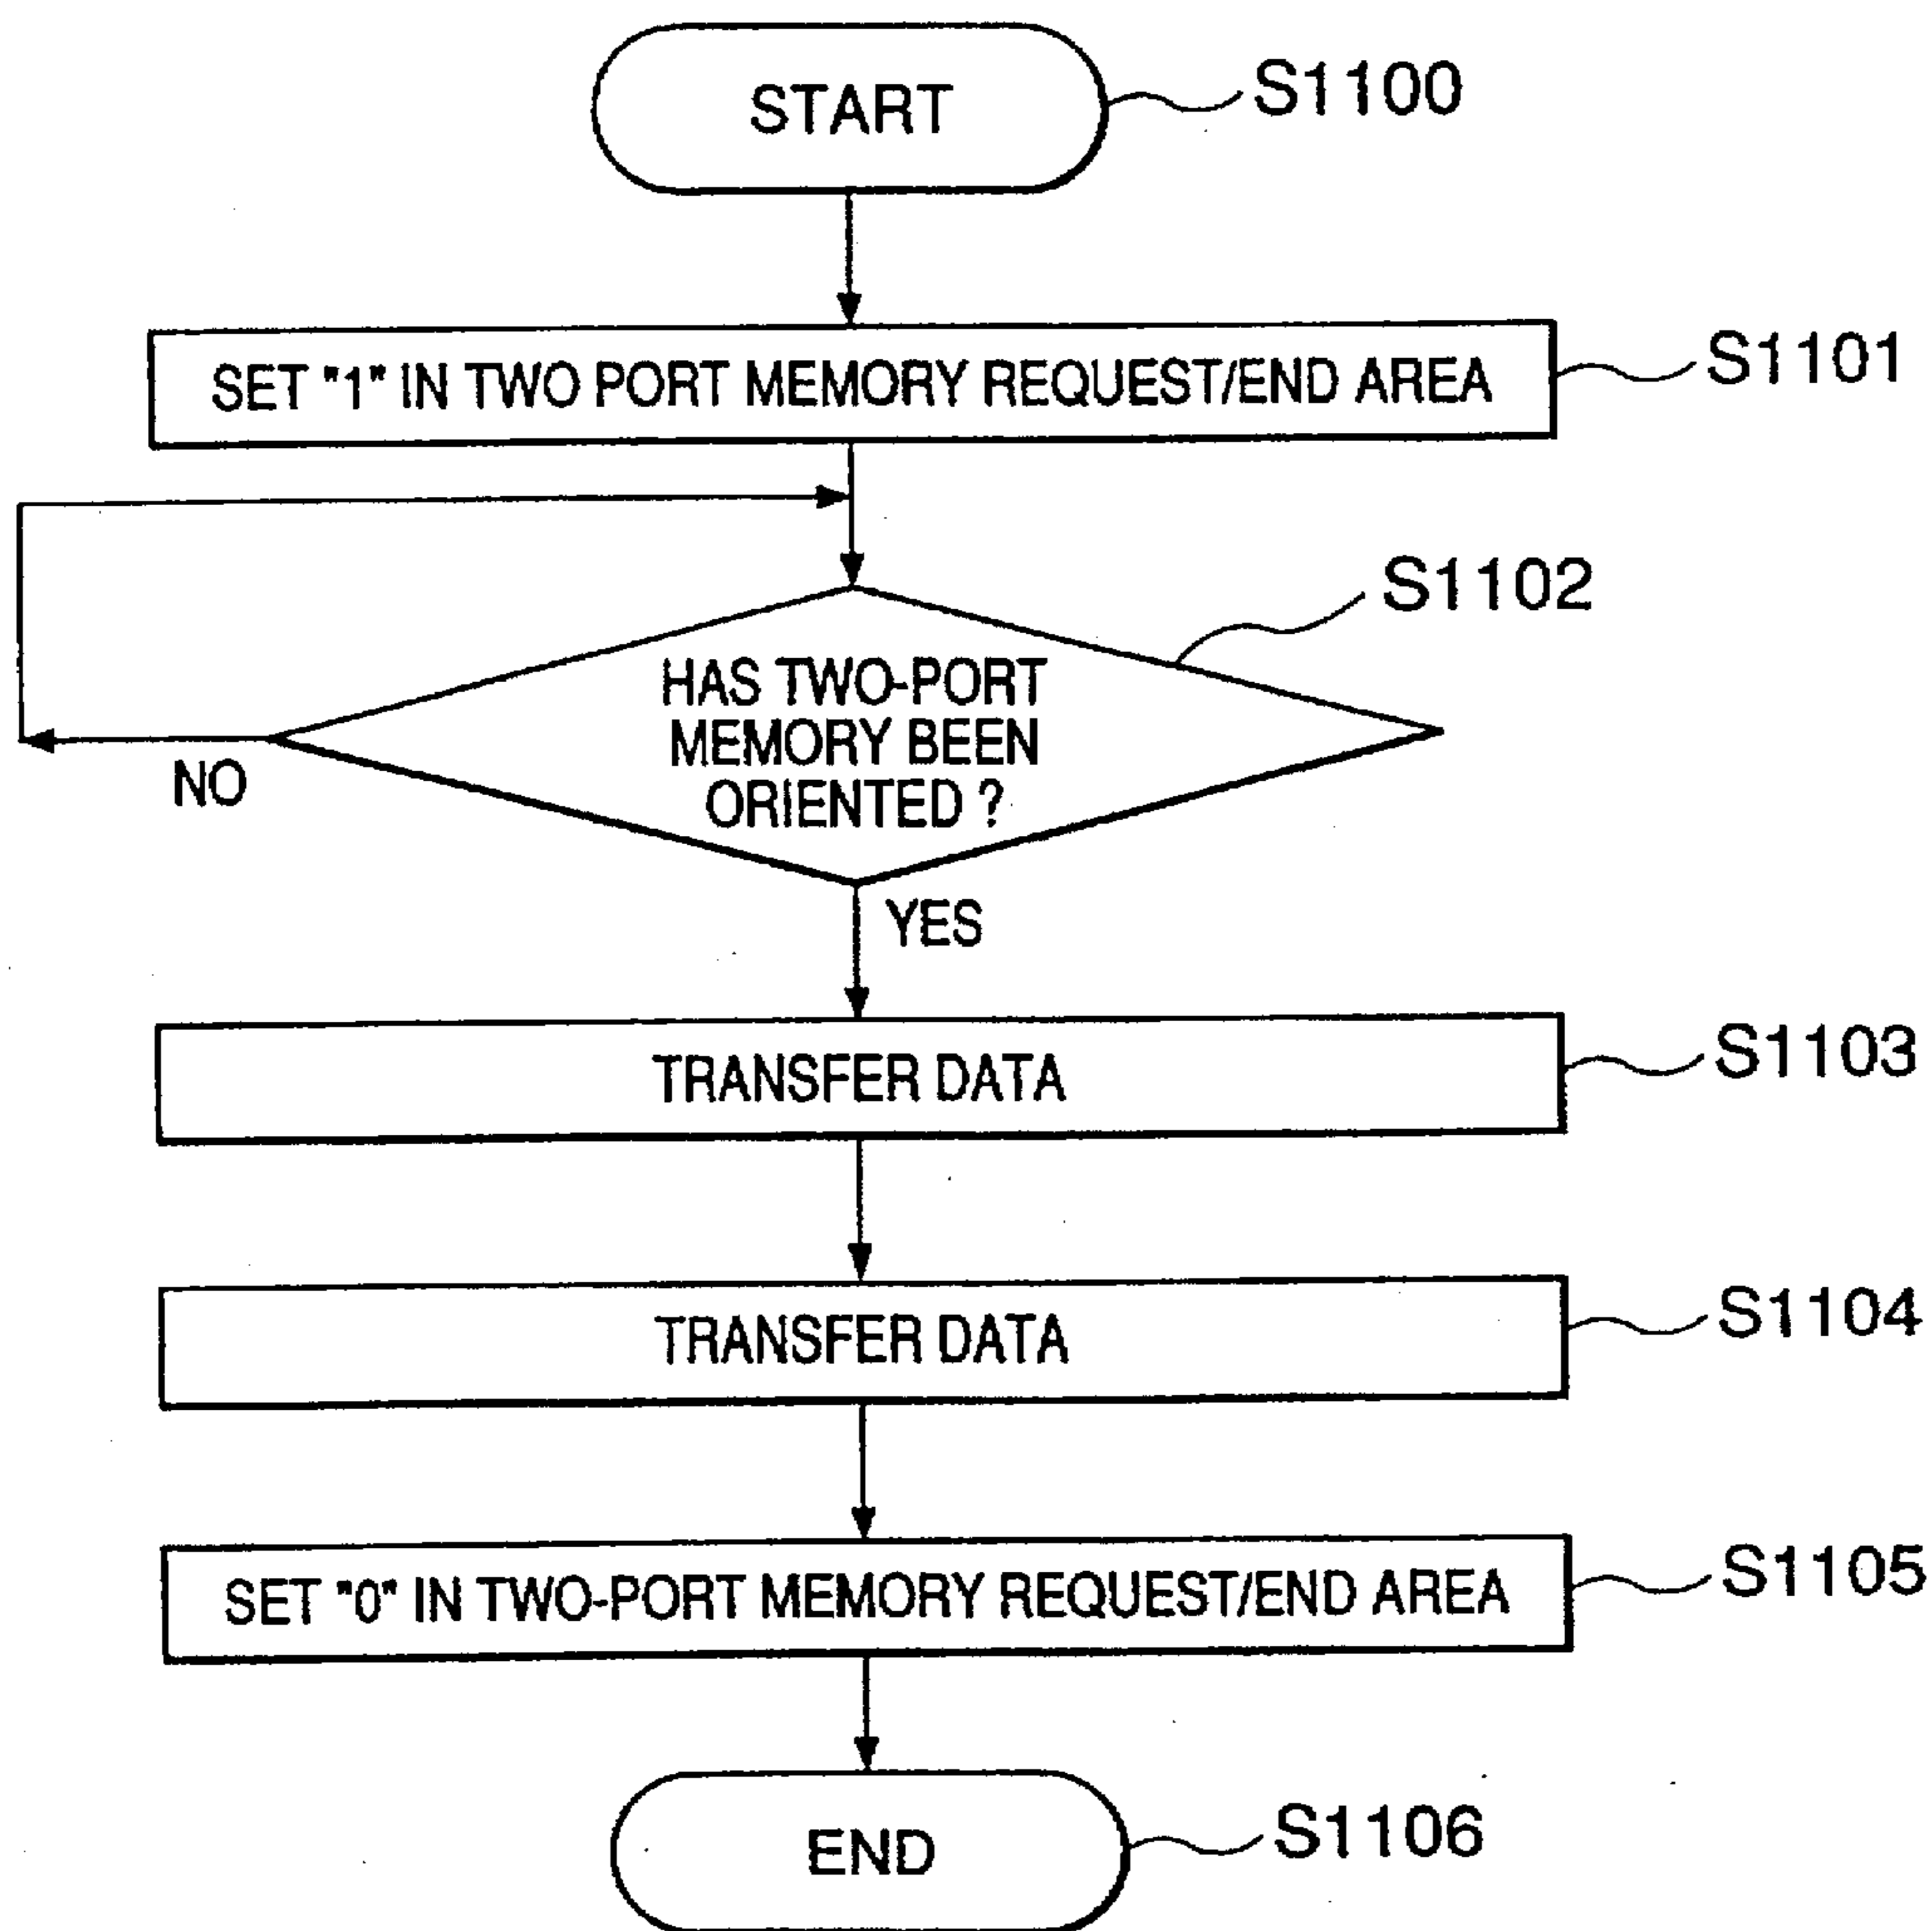 START
S1100
SET "1" IN TWO PORT MEMORY REQUEST/END AREA
S1101
S1102
HAS TWO-PORT
MEMORY BEEN
ORIENTED ?
NO
YES
TRANSFER DATA
S1103
TRANSFER DATA
S1104
SET "0" IN TWO-PORT MEMORY REQUEST/END AREA
S1105
END
S1106